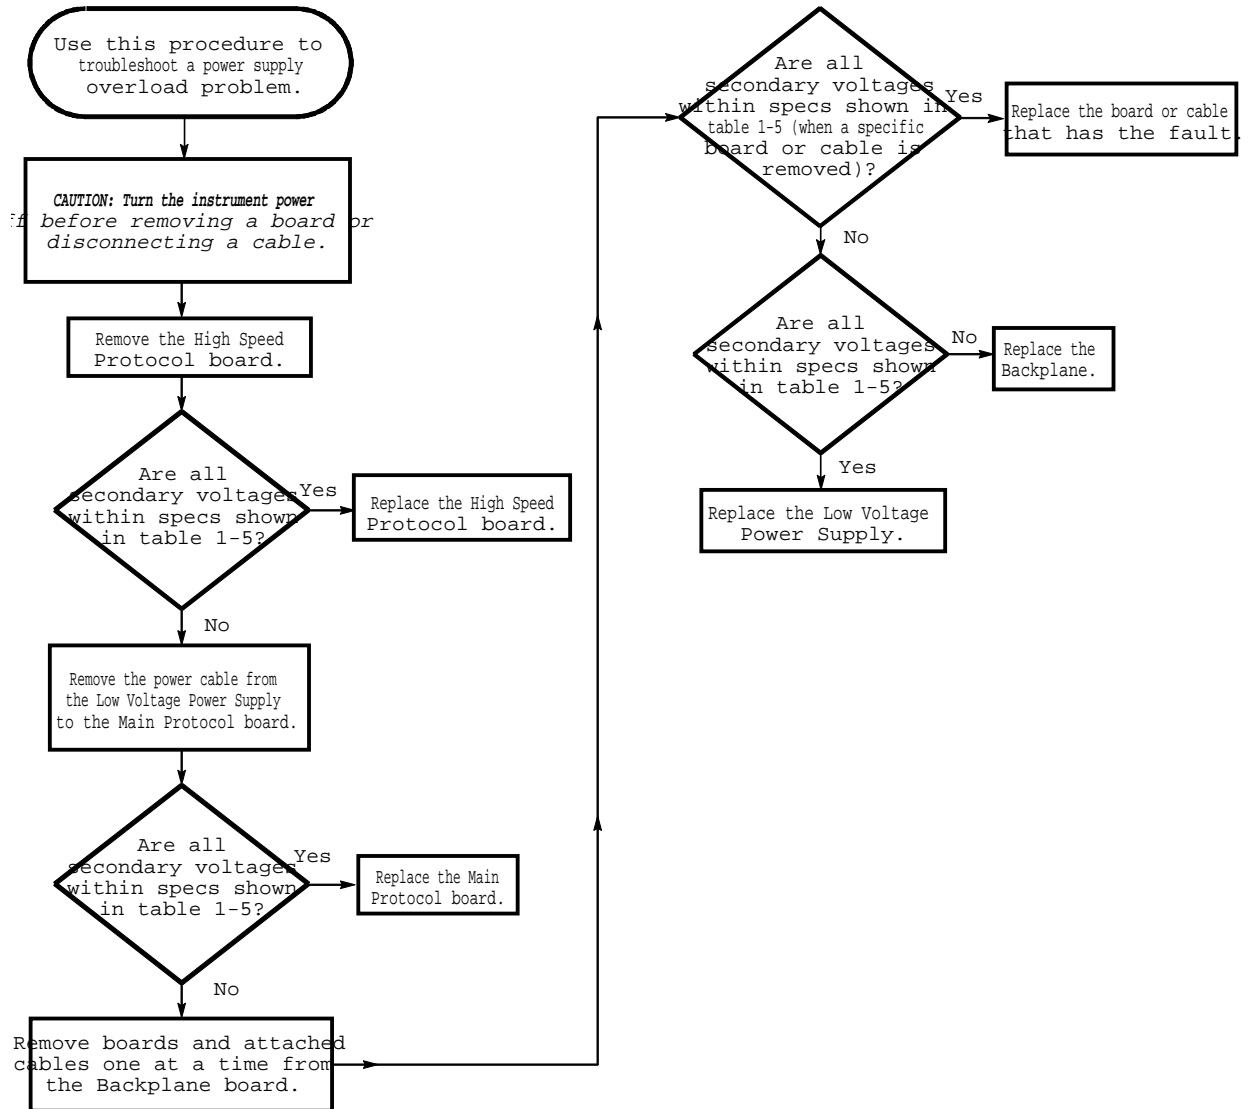 Use this procedure to
troubleshoot a power supply
overload problem.
CAUTION: Turn the instrument power
ff before removing a board or
disconnecting a cable.
Remove the High Speed
Protocol board.
Are all
secondary voltages
within specs shown
in table 1-5?
Yes
Replace the High Speed
Protocol board.
No
Remove the power cable from
the Low Voltage Power Supply
to the Main Protocol board.
Are all
secondary voltages
within specs shown
in table 1-5?
Yes
Replace the Main
Protocol board.
No
Remove boards and attached
cables one at a time from
the Backplane board.
Are all
secondary voltages
within specs shown in
table 1-5 (when a specific
board or cable is
removed)?
Yes
Replace the board or cable
that has the fault.
No
Are all
secondary voltages
within specs shown
in table 1-5?
No
Replace the
Backplane.
Yes
Replace the Low Voltage
Power Supply.